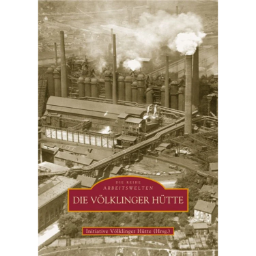 DIE REIHE
ARBEITSWELTEN
DIE VÖLKLINGER HÜTTE
Initiative Völklinger Hütte (Hrsg.)